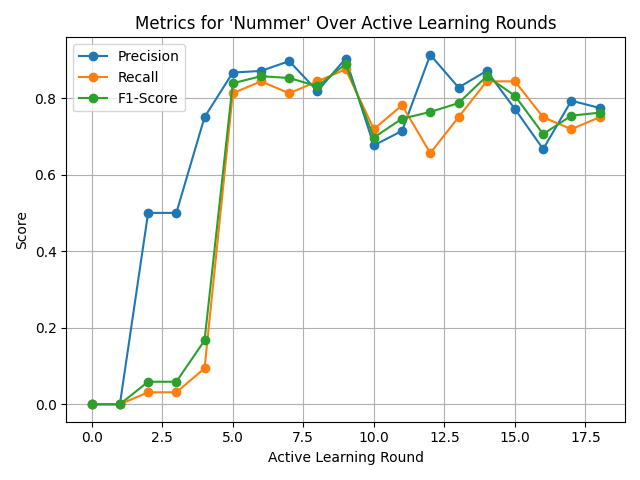 Metrics for 'Nummer' Over Active Learning Rounds
Precision
Recall
F1-Score
Score
0.8
0.6
0.4
0.2
0.0
0.0 2.5 5.0 7.5 10.0 12.5 15.0 17.5
Active Learning Round